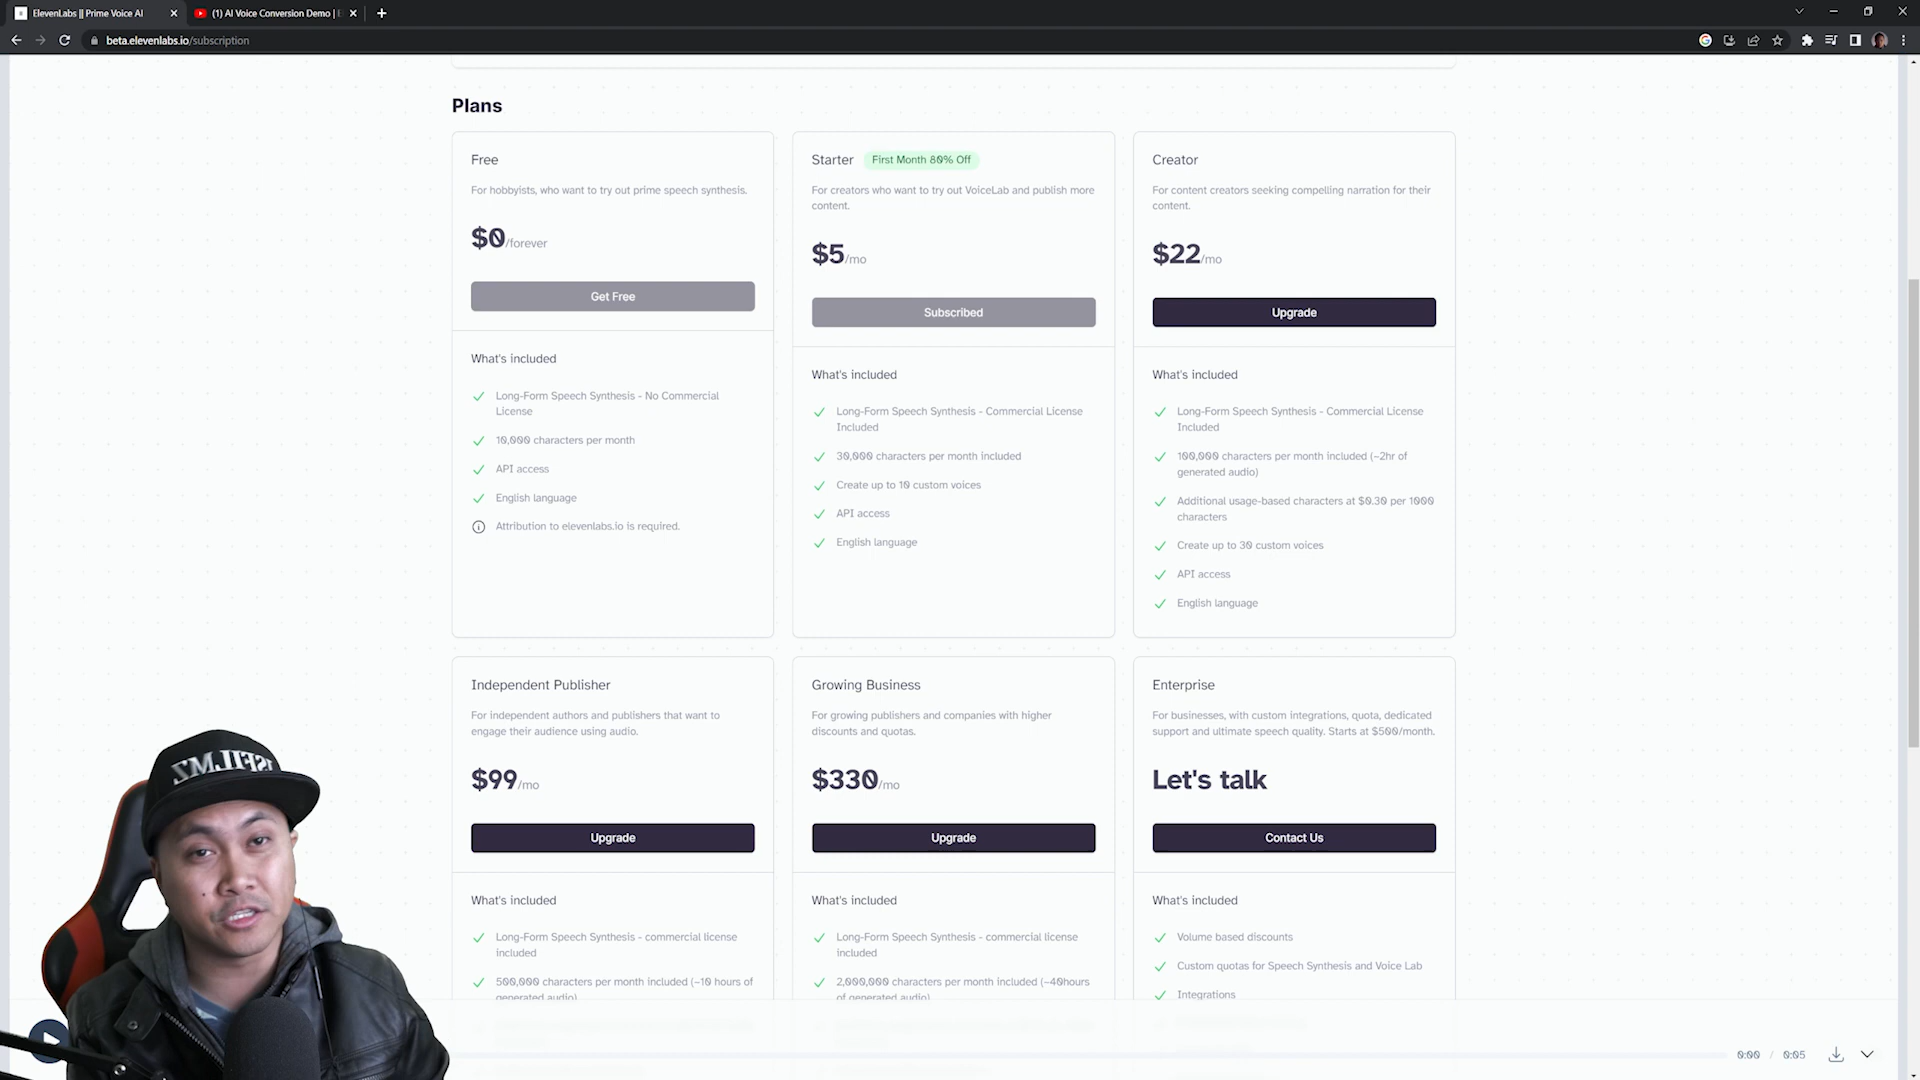 ElevenLabs || Prime Voice AI
(1) AI Voice Conversion Demo |
beta.elevenlabs.io/subscription
Plans
Free
For hobbyists, who want to try out prime speech synthesis.
$0/forever
Get Free
What's included
Long-Form Speech Synthesis - No Commercial
License
10,000 characters per month
API access
English language
Attribution to elevenlabs.io is required.
Starter First Month 80% Off
For creators who want to try out VoiceLab and publish more
content.
$5/mo
Subscribed
What's included
Long-Form Speech Synthesis - Commercial License
Included
30,000 characters per month included
Create up to 10 custom voices
API access
English language
Creator
For content creators seeking compelling narration for their
content.
$22/mo
Upgrade
What's included
Long-Form Speech Synthesis - Commercial License
Included
100,000 characters per month included (~2hr of
generated audio)
Additional usage-based characters at $0.30 per 1000
characters
Create up to 30 custom voices
API access
English language
Independent Publisher
For independent authors and publishers that want to
engage their audience using audio.
$99/mo
Upgrade
What's included
Long-Form Speech Synthesis - commercial license
included
500,000 characters per month included (~10 hours of
generated audio)
Growing Business
For growing publishers and companies with higher
discounts and quotas.
$330/mo
Upgrade
What's included
Long-Form Speech Synthesis - commercial license
included
2,000,000 characters per month included (~40hours
of generated audio)
Enterprise
For businesses, with custom integrations, quota, dedicated
support and ultimate speech quality. Starts at $500/month.
Let's talk
Contact Us
What's included
Volume based discounts
Custom quotas for Speech Synthesis and Voice Lab
Integrations
0:00 / 0:05